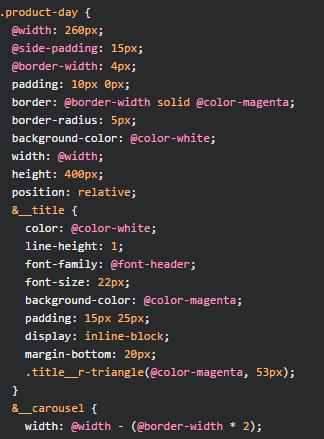 .product-day {
@width: 260px;
@side-padding: 15px;
@border-width: 4px;
padding: 10px 0px;
border: @border-width solid @color-magenta;
border-radius: 5px;
background-color: @color-white;
width: @width;
height: 400px;
position: relative;
&__title {
color: @color-white;
line-height: 1;
font-family: @font-header;
font-size: 22px;
background-color: @color-magenta;
padding: 15px 25px;
display: inline-block;
margin-bottom: 20px;
.title__r-triangle(@color-magenta, 53px);
}
&__carousel {
width: @width - (@border-width * 2);